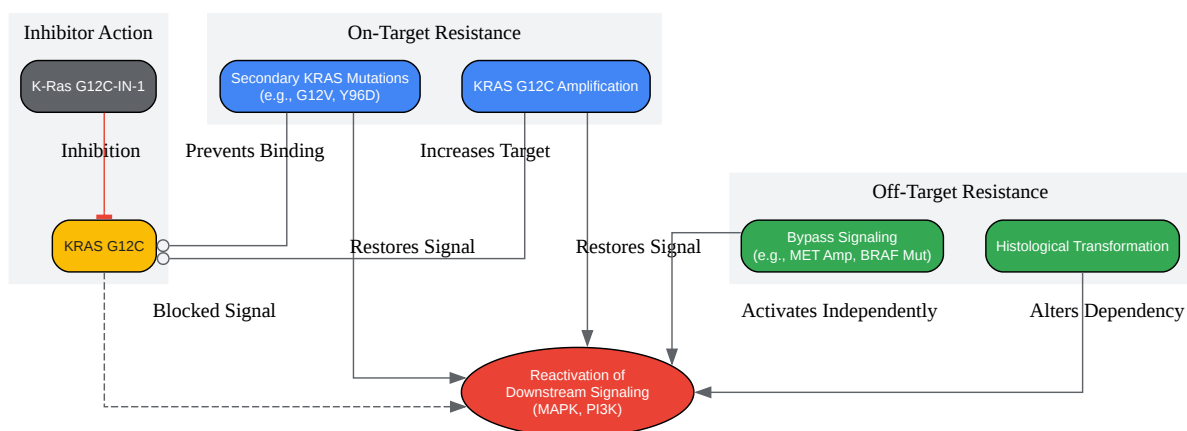 Inhibitor Action
On-Target Resistance
K-Ras G12C-IN-1
Secondary KRAS Mutations
(e.g., G12V, Y96D)
KRAS G12C Amplification
Inhibition
Prevents Binding
Increases Target
Off-Target Resistance
KRAS G12C
Restores Signal
Restores Signal
Bypass Signaling
(e.g., MET Amp, BRAF Mut)
Histological Transformation
Blocked Signal
Activates Independently
Alters Dependency
Reactivation of
Downstream Signaling
(MAPK, PI3K)